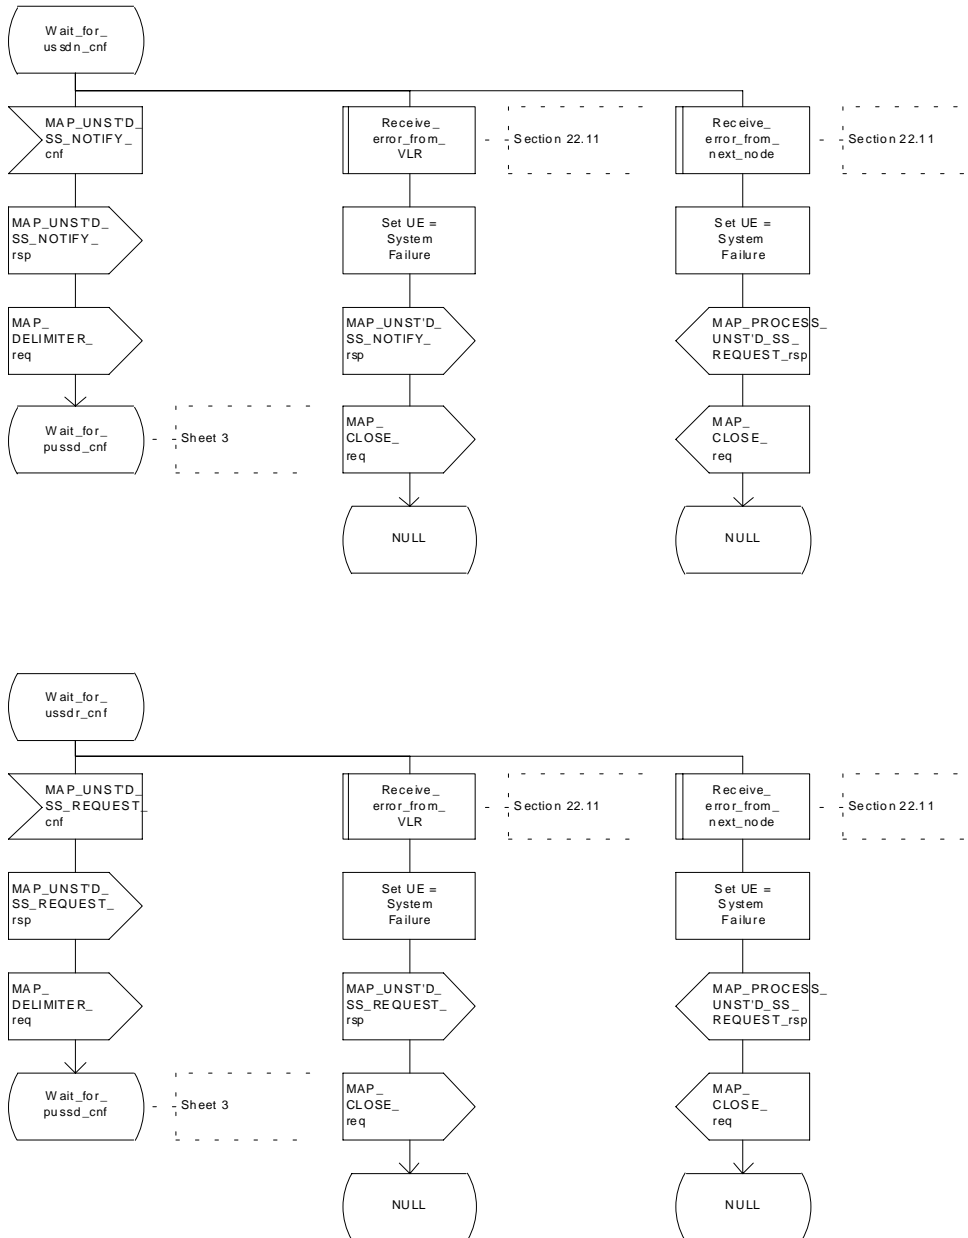 Wait_for_
ussdn_cnf
MAP_UNST'D_
SS_NOTIFY_
cnf
Receive_
error_from_
VLR
Section 22.11
Receive_
error_from_
next_node
Section 22.11
MAP_UNST'D_
SS_NOTIFY_
rsp
Set UE =
System
Failure
Set UE =
System
Failure
MAP_
DELIMITER_
req
MAP_UNST'D_
SS_NOTIFY_
rsp
MAP_PROCESS_
UNST'D_SS_
REQUEST_rsp
Wait_for_
pussd_cnf
Sheet 3
MAP_
CLOSE_
req
MAP_
CLOSE_
req
NULL
NULL
Wait_for_
ussdr_cnf
MAP_UNST'D_
SS_REQUEST_
cnf
Receive_
error_from_
VLR
Section 22.11
Receive_
error_from_
next_node
Section 22.11
MAP_UNST'D_
SS_REQUEST_
rsp
Set UE =
System
Failure
Set UE =
System
Failure
MAP_
DELIMITER_
req
MAP_UNST'D_
SS_REQUEST_
rsp
MAP_PROCESS_
UNST'D_SS_
REQUEST_rsp
Wait_for_
pussd_cnf
Sheet 3
MAP_
CLOSE_
req
MAP_
CLOSE_
req
NULL
NULL